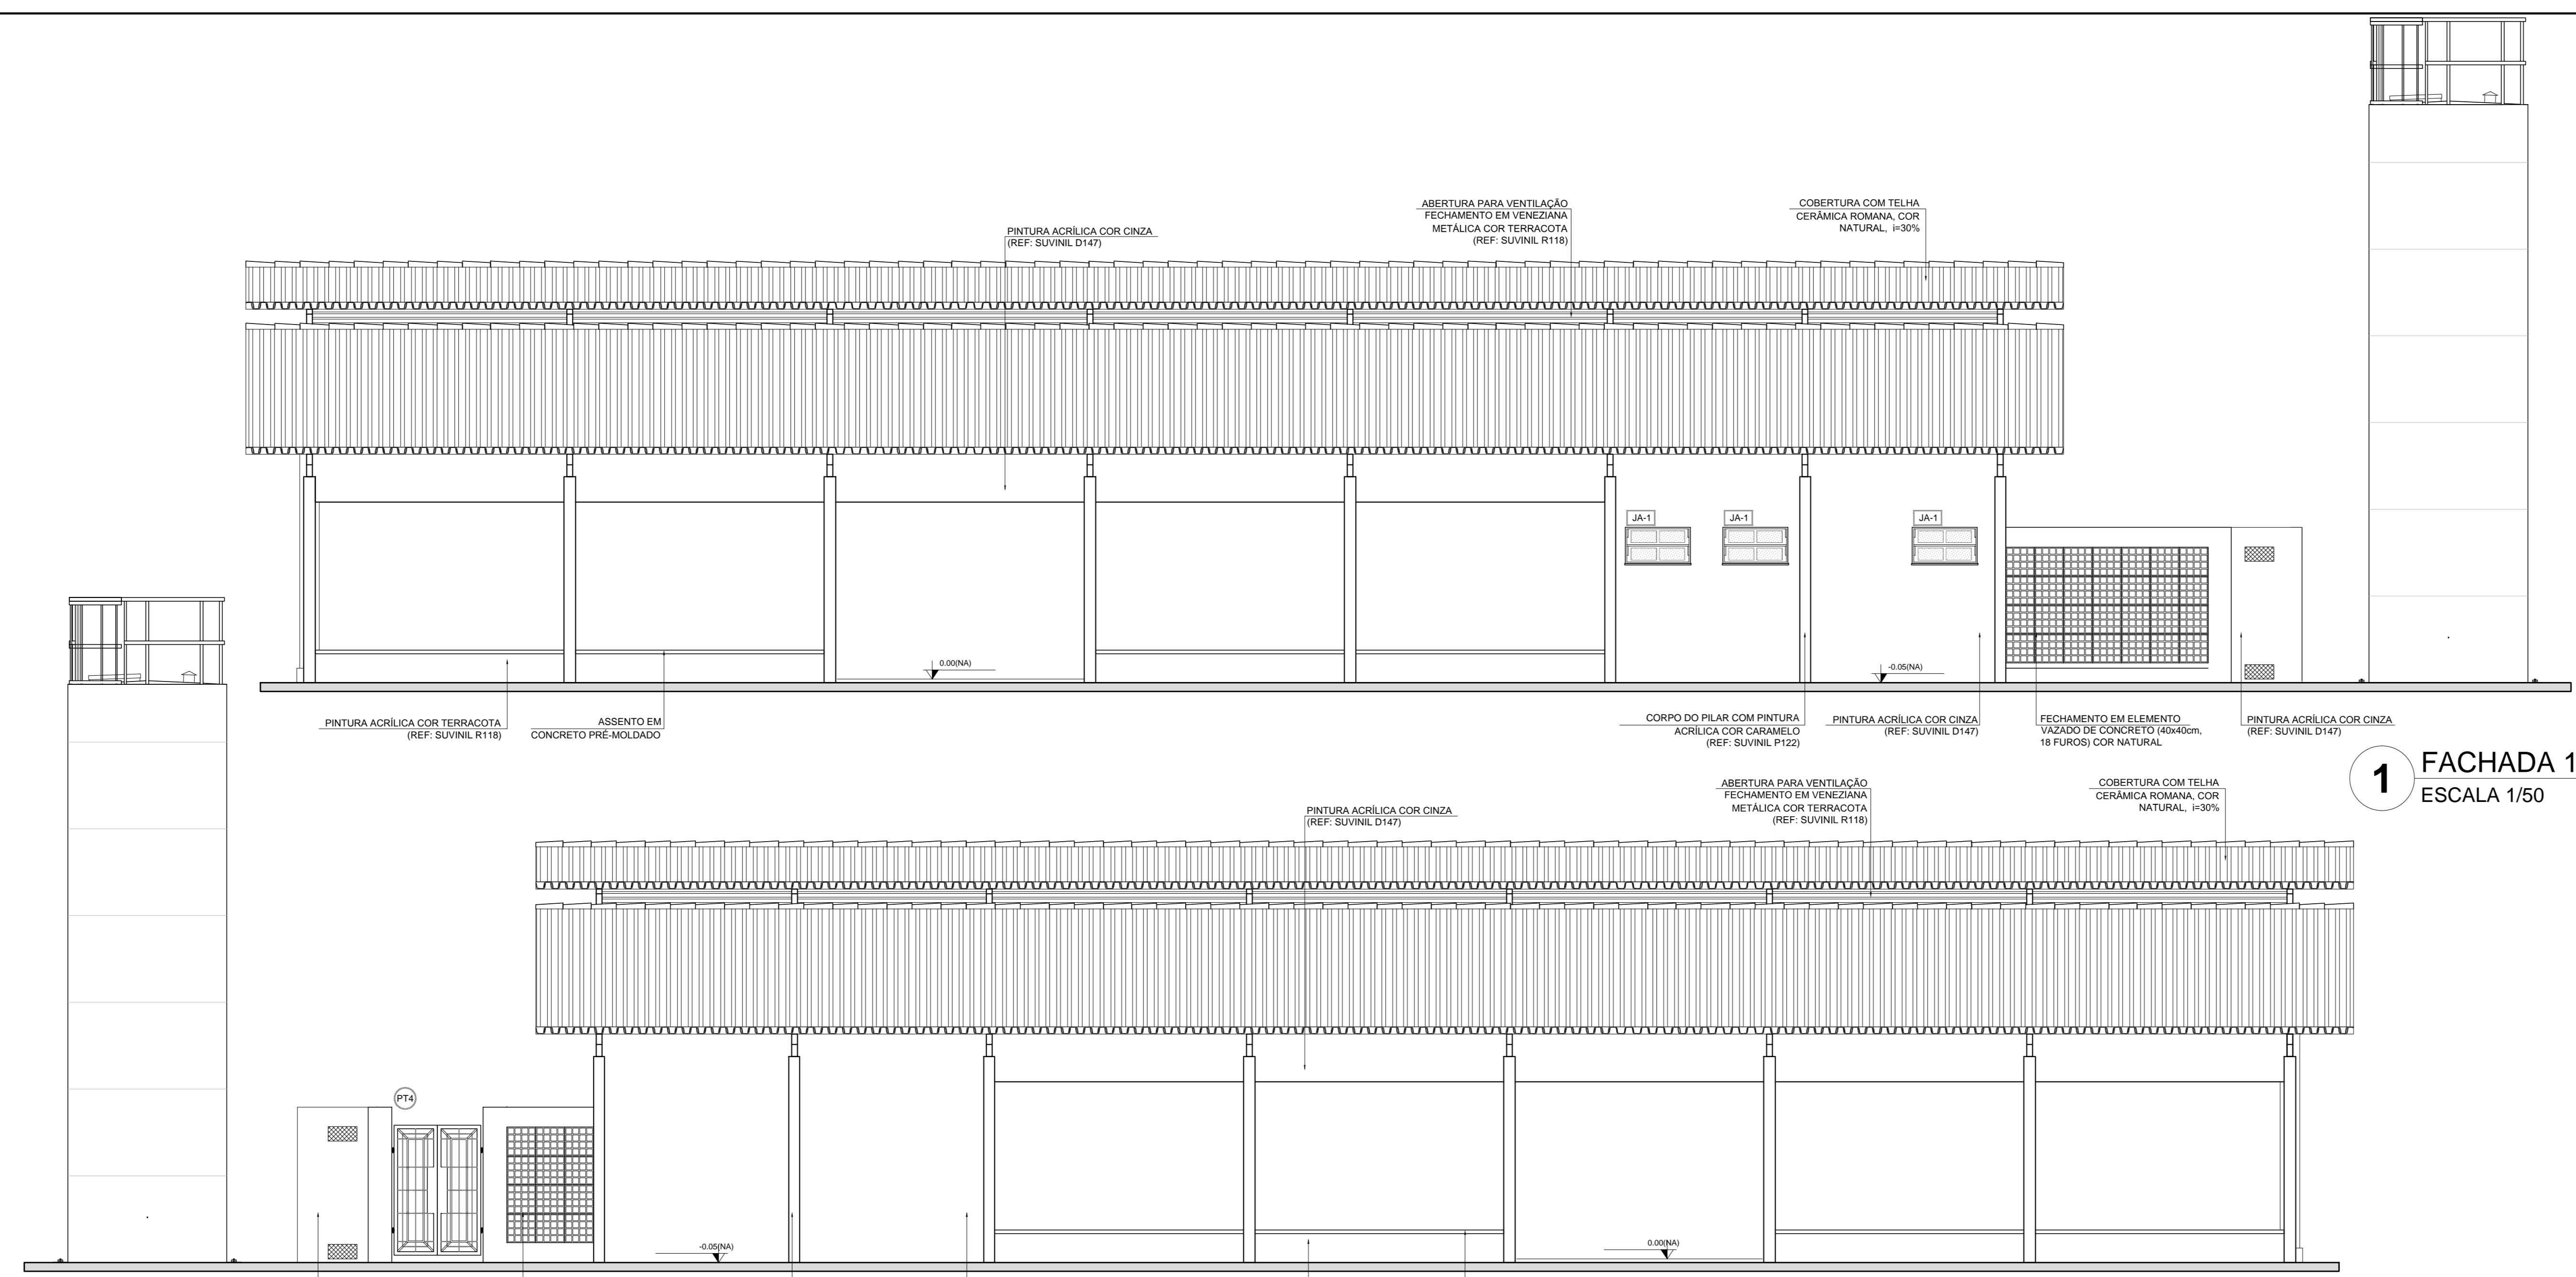 ABERTURA PARA VENTILAÇÃO
FECHAMENTO EM VENEZIANA
METÁLICA COR TERRACOTA
(REF: SUVINIL R118)
COBERTURA COM TELHA
CERÂMICA ROMANA, COR
NATURAL, i=30%
PINTURA ACRÍLICA COR CINZA
(REF: SUVINIL D147)
JA-1
JA-1
JA-1
0.00(NA)
-0.05(NA)
PINTURA ACRÍLICA COR TERRACOTA
(REF: SUVINIL R118)
ASSENTO EM
CONCRETO PRÉ-MOLDADO
CORPO DO PILAR COM PINTURA
ACRÍLICA COR CARAMELO
(REF: SUVINIL P122)
PINTURA ACRÍLICA COR CINZA
(REF: SUVINIL D147)
FECHAMENTO EM ELEMENTO
VAZADO DE CONCRETO (40x40cm,
18 FUROS) COR NATURAL
PINTURA ACRÍLICA COR CINZA
(REF: SUVINIL D147)
1
FACHADA 1
ESCALA 1/50
ABERTURA PARA VENTILAÇÃO
FECHAMENTO EM VENEZIANA
METÁLICA COR TERRACOTA
(REF: SUVINIL R118)
COBERTURA COM TELHA
CERÂMICA ROMANA, COR
NATURAL, i=30%
PINTURA ACRÍLICA COR CINZA
(REF: SUVINIL D147)
PT4
-0.05(NA)
0.00(NA)